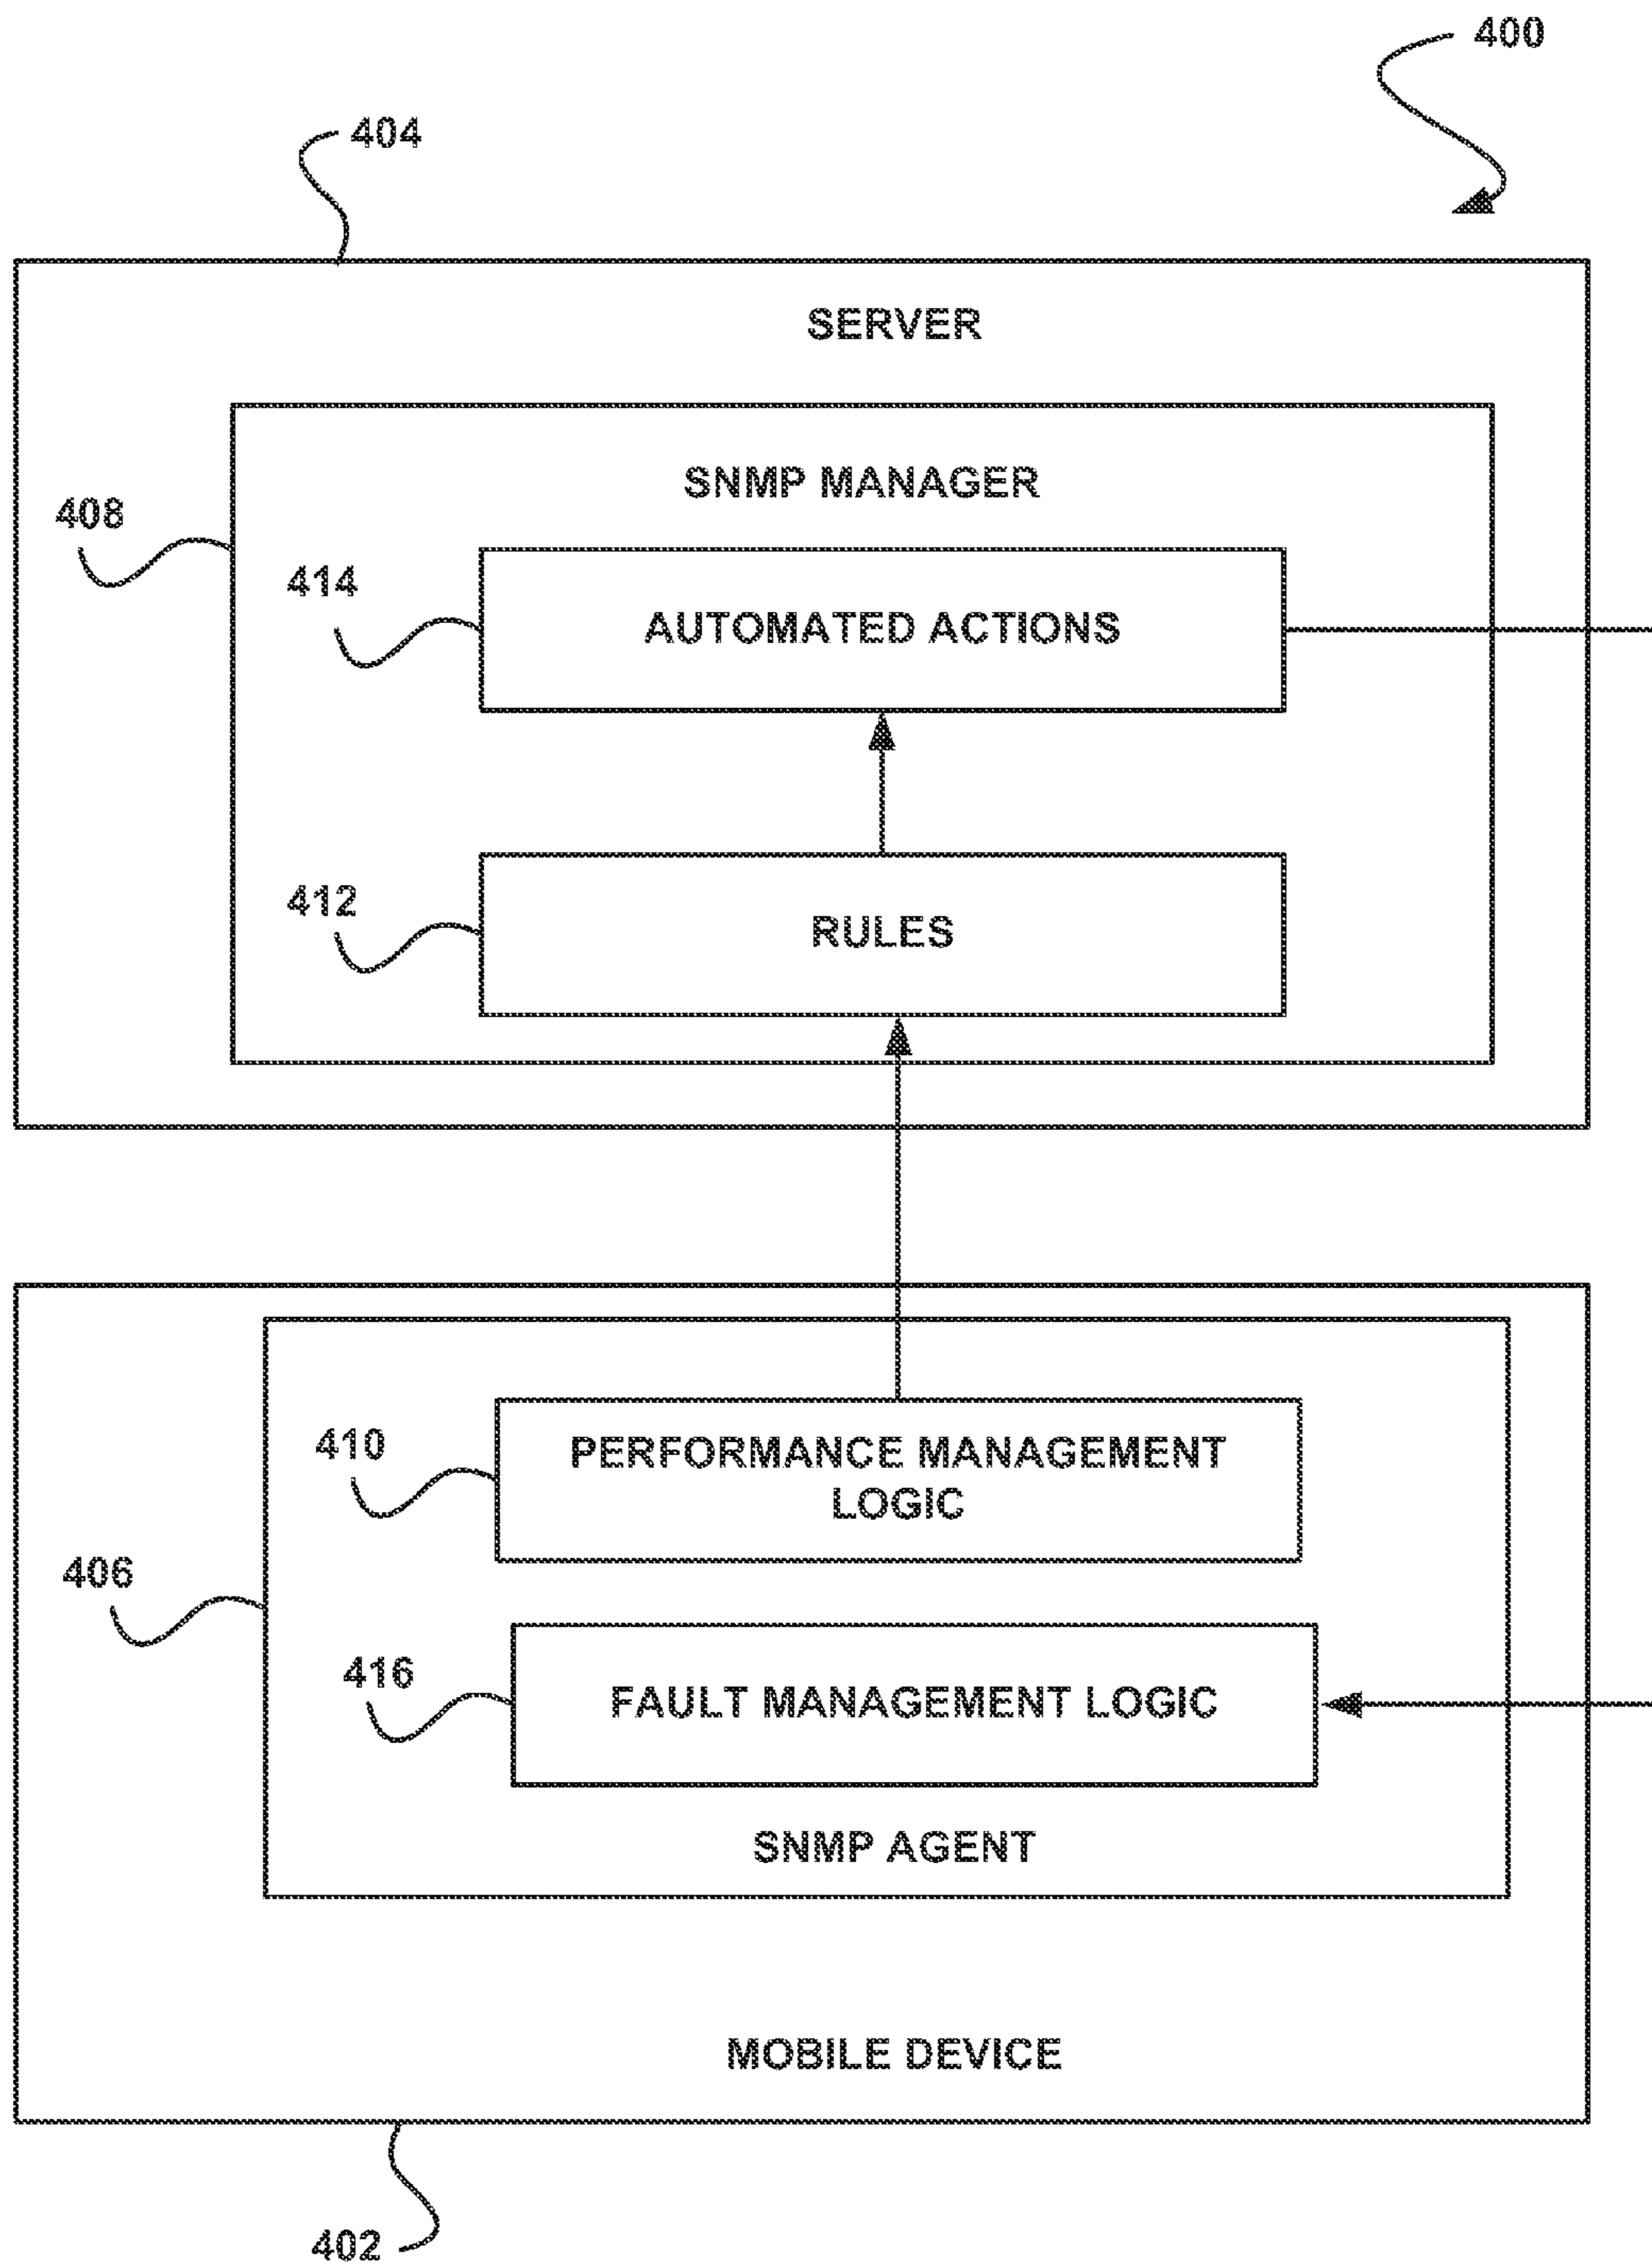 400
404
SERVER
SNMP MANAGER
408
414
AUTOMATED ACTIONS
412
RULES
410
PERFORMANCE MANAGEMENT
LOGIC
406
416
FAULT MANAGEMENT LOGIC
SNMP AGENT
MOBILE DEVICE
402